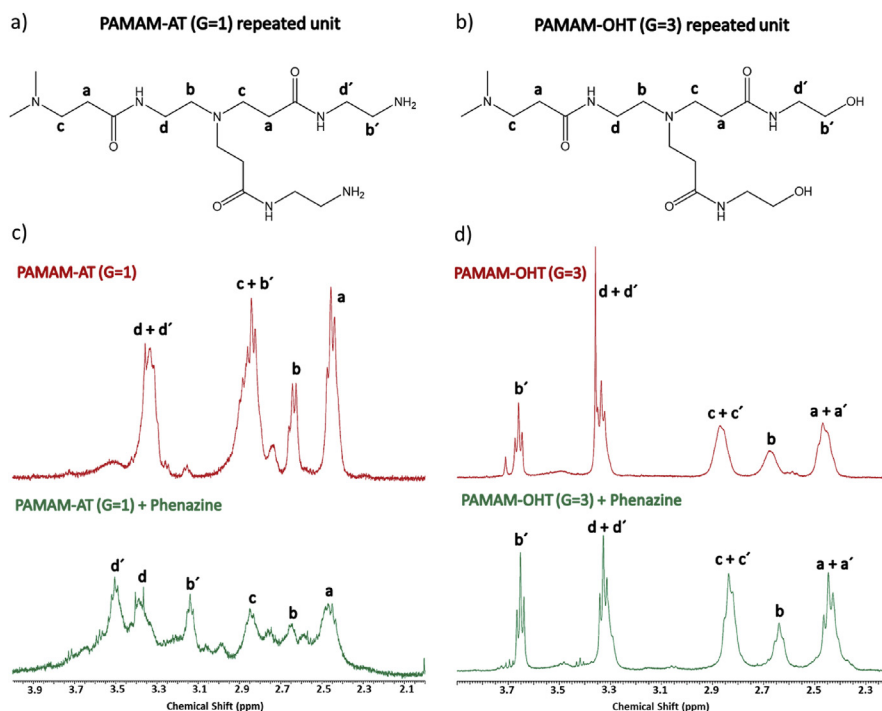 a) PAMAM-AT (G=1) repeated unit
b) PAMAM-OHT (G=3) repeated unit
N
c
a
O
N
H
d
b
N
c
a
O
N
H
d´
b´
NH2
O
N
H
NH2
N
c
a
O
N
H
d
b
N
c
a
O
N
H
d´
b´
OH
O
N
H
OH
c)
PAMAM-AT (G=1)
d + d´
c + b´
b
a
PAMAM-AT (G=1) + Phenazine
d´
d
b´
c
b
a
3.9 3.7 3.5 3.3 3.1 2.9 2.7 2.5 2.3 2.1
Chemical Shift (ppm)
d)
PAMAM-OHT (G=3)
b´
d + d´
c + c´
b
a + a´
PAMAM-OHT (G=3) + Phenazine
b´
d + d´
c + c´
b
a + a´
3.7 3.5 3.3 3.1 2.9 2.7 2.5 2.3
Chemical Shift (ppm)